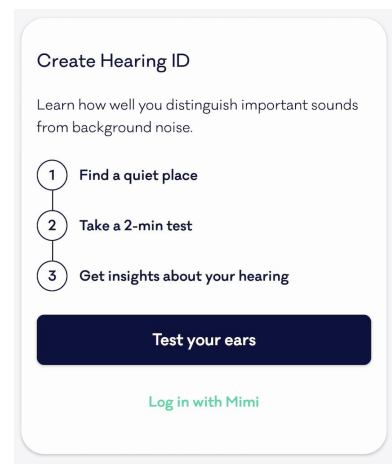 Create Hearing ID
Learn how well you distinguish important sounds
from background noise.
1 Find a quiet place
2 Take a 2-min test
3 Get insights about your hearing
Test your ears
Log in with Mimi